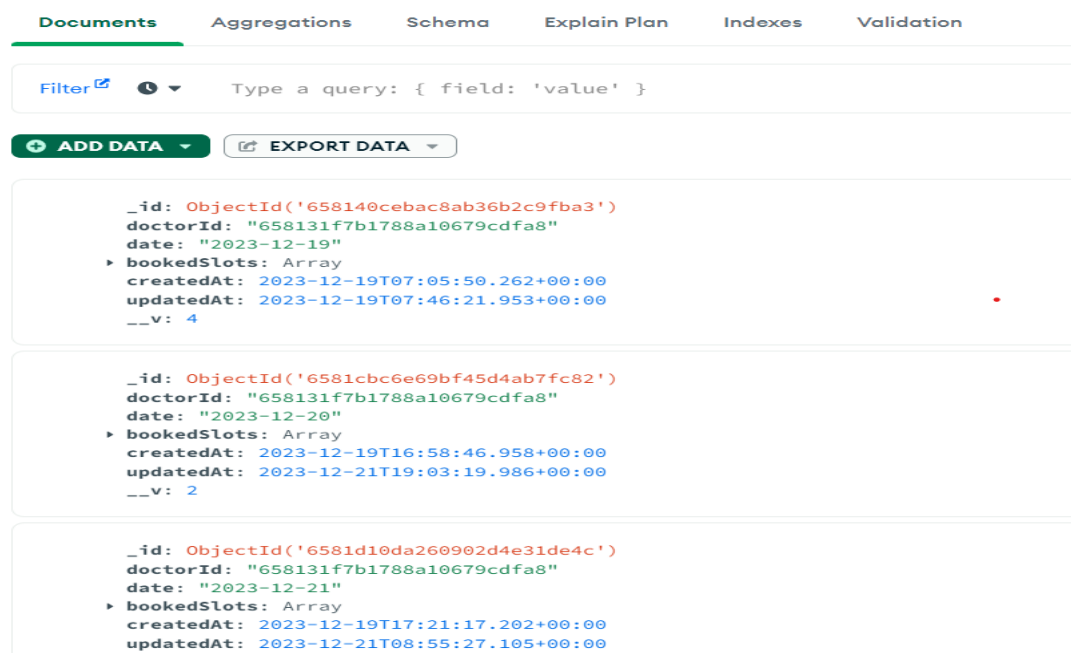 Documents Aggregations Schema Explain Plan Indexes Validation
Filter Type a query: { field: 'value' }
ADD DATA EXPORT DATA
_id: ObjectId('658140cebac8ab36b2c9fba3')
doctorId: "658131f7b1788a10679cdfa8"
date: "2023-12-19"
bookedSlots: Array
createdAt: 2023-12-19T07:05:50.262+00:00
updatedAt: 2023-12-19T07:46:21.953+00:00
__v: 4
_id: ObjectId('6581cbc6e69bf45d4ab7fc82')
doctorId: "658131f7b1788a10679cdfa8"
date: "2023-12-20"
bookedSlots: Array
createdAt: 2023-12-19T16:58:46.958+00:00
updatedAt: 2023-12-21T19:03:19.986+00:00
__v: 2
_id: ObjectId('6581d10da260902d4e31de4c')
doctorId: "658131f7b1788a10679cdfa8"
date: "2023-12-21"
bookedSlots: Array
createdAt: 2023-12-19T17:21:17.202+00:00
updatedAt: 2023-12-21T08:55:27.105+00:00